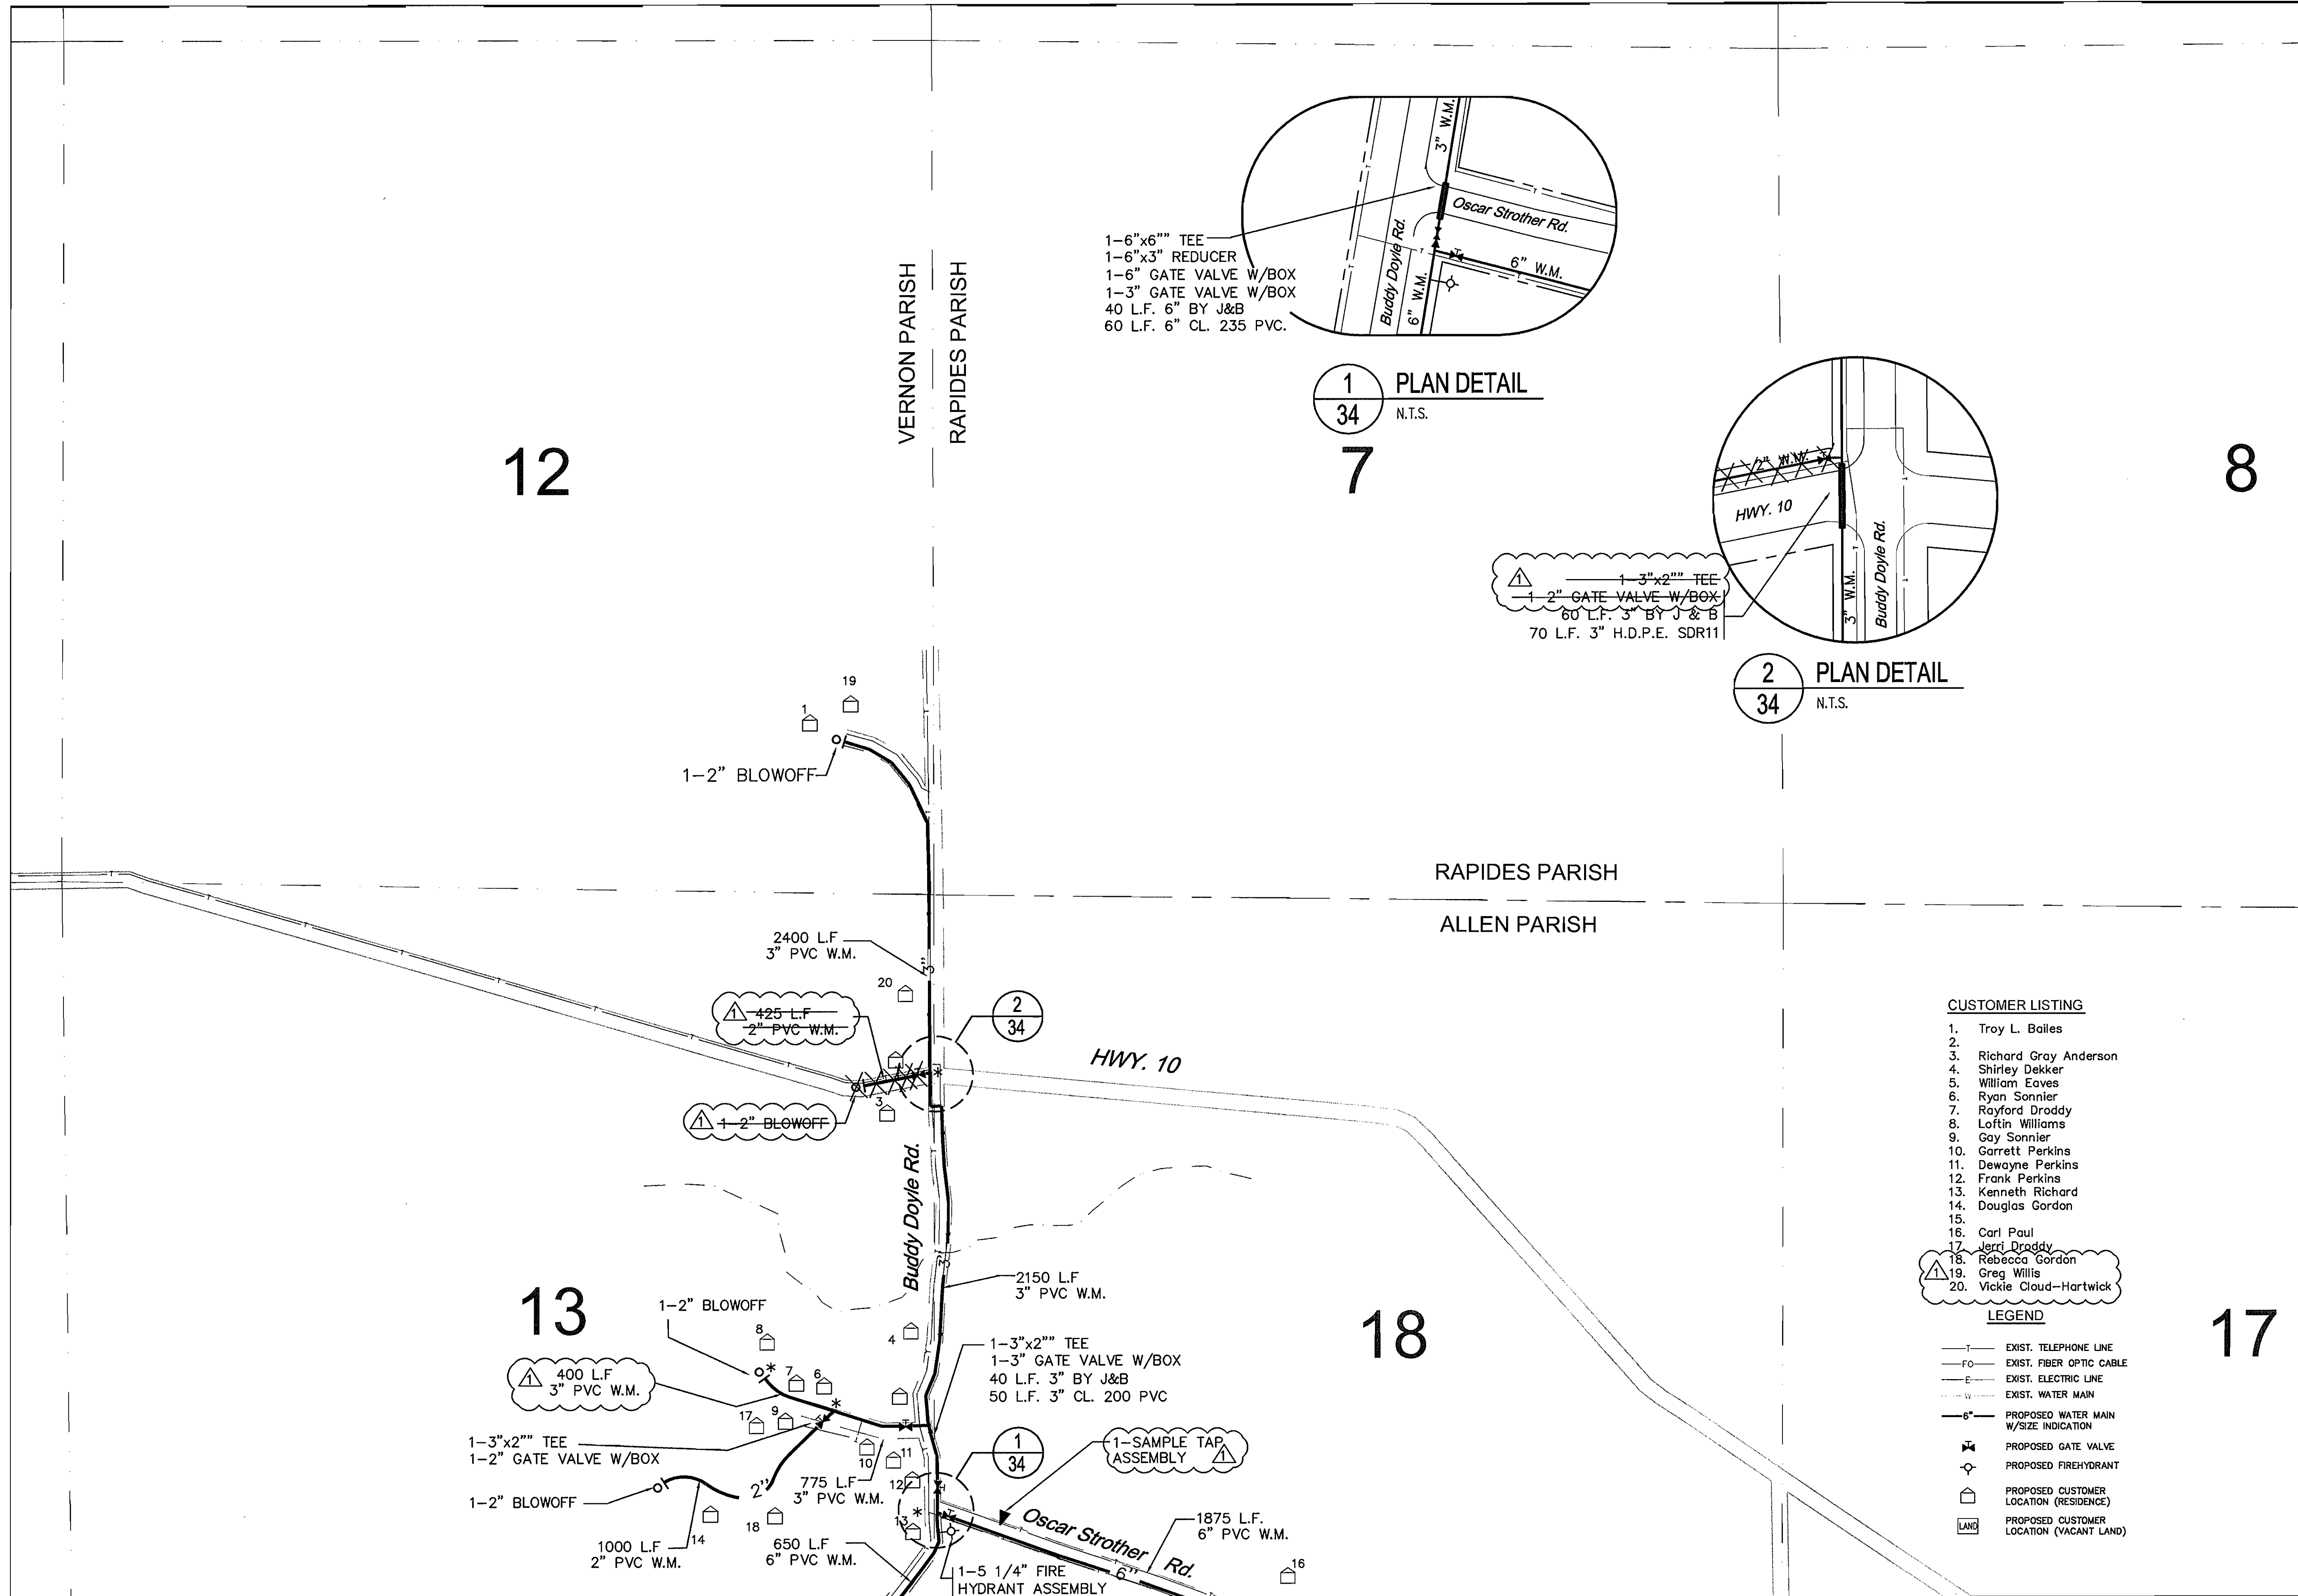 VERNON PARISH
RAPIDES PARISH
12
7
8
3" W.M.
Oscar Strother Rd.
Buddy Doyle Rd.
6" W.M.
6" W.M.
1-6"x6"" TEE
1-6"x3" REDUCER
1-6" GATE VALVE W/BOX
1-3" GATE VALVE W/BOX
40 L.F. 6" BY J&B
60 L.F. 6" CL. 235 PVC.
1
34
PLAN DETAIL
N.T.S.
2" W.M.
HWY. 10
Buddy Doyle Rd.
3" W.M.
1
1-3"x2"" TEE
1-2" GATE VALVE W/BOX
60 L.F. 3" BY J & B
70 L.F. 3" H.D.P.E. SDR11
2
34
PLAN DETAIL
N.T.S.
19
1
1-2" BLOWOFF
RAPIDES PARISH
ALLEN PARISH
2400 L.F
3" PVC W.M.
3"
20
1
425 L.F
2" PVC W.M.
2
34
HWY. 10
1
1-2" BLOWOFF
3
Buddy Doyle Rd.
3"
2150 L.F
3" PVC W.M.
13
18
17
1-2" BLOWOFF
8
4
1-3"x2"" TEE
1-3" GATE VALVE W/BOX
40 L.F. 3" BY J&B
50 L.F. 3" CL. 200 PVC
1
400 L.F
3" PVC W.M.
7
6
17
9
1-3"x2"" TEE
1-2" GATE VALVE W/BOX
10
11
12
13
1
34
1-SAMPLE TAP
ASSEMBLY
1
2"
775 L.F
3" PVC W.M.
1-2" BLOWOFF
14
18
1000 L.F
2" PVC W.M.
650 L.F
6" PVC W.M.
Oscar Strother Rd.
6"
1875 L.F.
6" PVC W.M.
16
1-5 1/4" FIRE
HYDRANT ASSEMBLY
CUSTOMER LISTING
1. Troy L. Bailes
2.
3. Richard Gray Anderson
4. Shirley Dekker
5. William Eaves
6. Ryan Sonnier
7. Rayford Droddy
8. Loftin Williams
9. Gay Sonnier
10. Garrett Perkins
11. Dewayne Perkins
12. Frank Perkins
13. Kenneth Richard
14. Douglas Gordon
15.
16. Carl Paul
17. Jerri Droddy
18. Rebecca Gordon
1 19. Greg Willis
20. Vickie Cloud-Hartwick
LEGEND
T EXIST. TELEPHONE LINE
FO EXIST. FIBER OPTIC CABLE
E EXIST. ELECTRIC LINE
W EXIST. WATER MAIN
6" PROPOSED WATER MAIN
W/SIZE INDICATION
PROPOSED GATE VALVE
PROPOSED FIREHYDRANT
PROPOSED CUSTOMER
LOCATION (RESIDENCE)
LAND PROPOSED CUSTOMER
LOCATION (VACANT LAND)